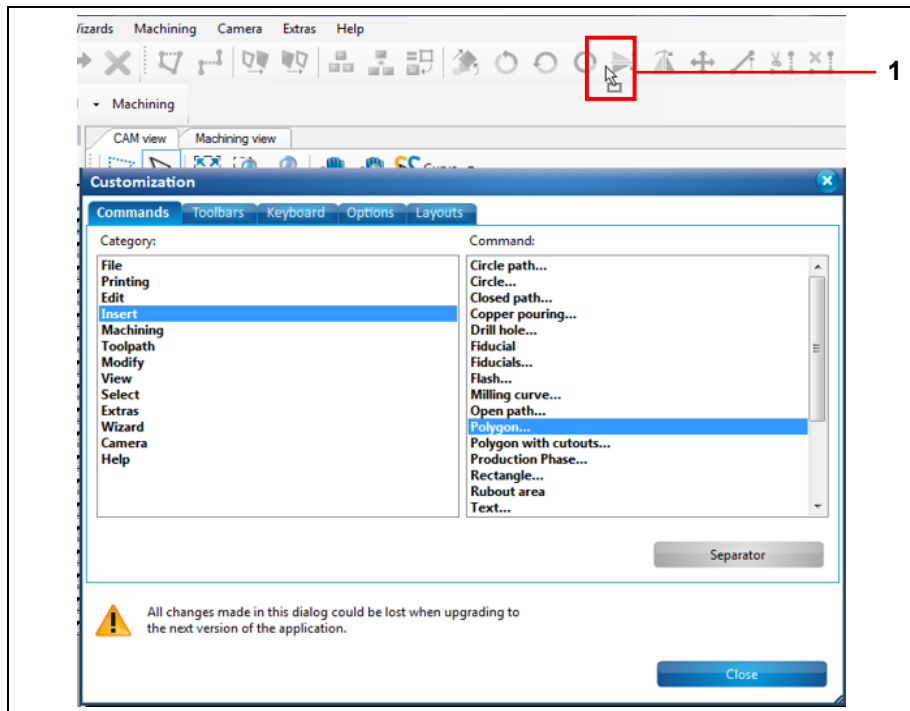 Wizards Machining Camera Extras Help
1
Machining
CAM view Machining view
Customization
Commands Toolbars Keyboard Options Layouts
Category: Command:
File
Printing
Edit
Insert
Machining
Toolpath
Modify
View
Select
Extras
Wizard
Camera
Help
Circle path...
Circle...
Closed path...
Copper pouring...
Drill hole...
Fiducial
Fiducials...
Flash...
Milling curve...
Open path...
Polygon...
Polygon with cutouts...
Production Phase...
Rectangle...
Rubout area
Text...
Separator
All changes made in this dialog could be lost when upgrading to
the next version of the application.
Close